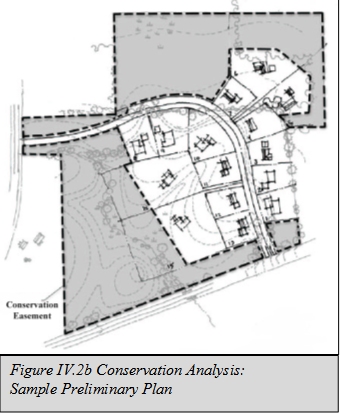 Conservation
Easement
Figure IV.2b Conservation Analysis:
Sample Preliminary Plan